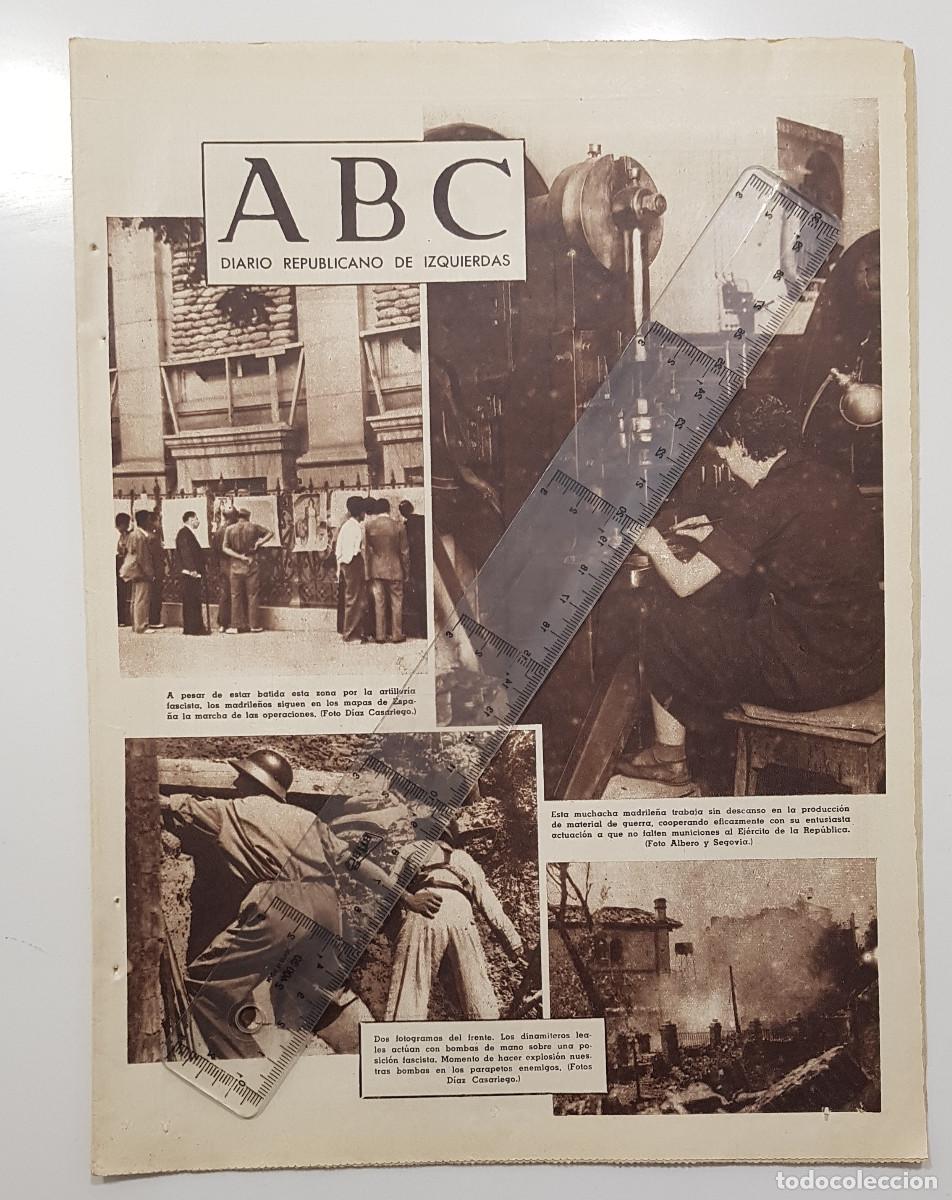 ABC
DIARIO REPUBLICANO DE IZQUIERDAS
A pesar de estar batida esta zona por la artillería
fascista, los madrileños siguen en los mapas de Espa-
ña la marcha de las operaciones. (Foto Díaz Casariego.)
Esta muchacha madrileña trabaja sin descanso en la producción
de material de guerra, cooperando eficazmente con su entusiasta
actuación a que no falten municiones al Ejército de la República.
(Foto Albero y Segovia.)
Dos fotogramas del frente. Los dinamiteros lea-
les actúan con bombas de mano sobre una po-
sición fascista. Momento de hacer explosión nues-
tras bombas en los parapetos enemigos. (Fotos
Díaz Casariego.)
todocoleccion